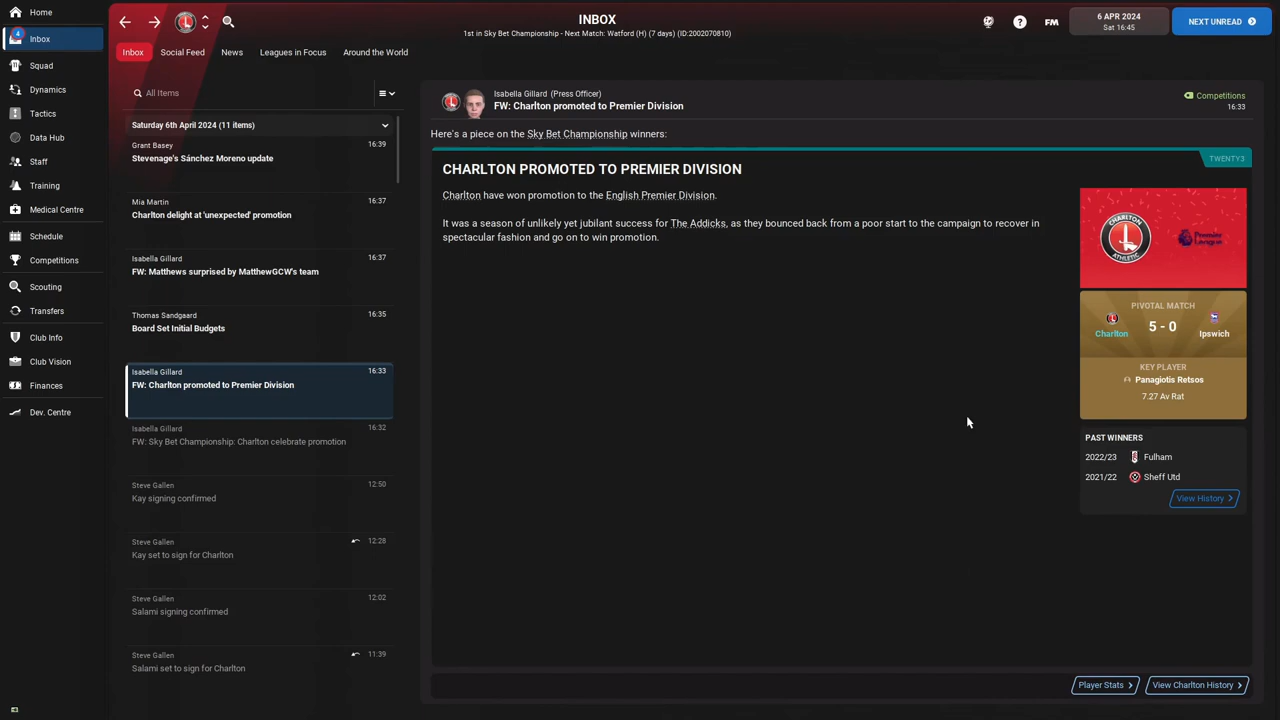 INBOX
1st in Sky Bet Championship - Next Match: Watford (H) (7 days) (ID:2002070810)
FM
6 APR 2024
Sat 16:45
NEXT UNREAD
Home
4
Inbox
Squad
Dynamics
Tactics
Data Hub
Staff
Training
Medical Centre
Schedule
Competitions
Scouting
Transfers
Club Info
Club Vision
Finances
Dev. Centre
Inbox Social Feed News Leagues in Focus Around the World
All Items
Saturday 6th April 2024 (11 items)
Grant Basey 16:39
Stevenage's Sánchez Moreno update
Mia Martin 16:37
Charlton delight at 'unexpected' promotion
Isabella Gillard 16:37
FW: Matthews surprised by MatthewGCW's team
Thomas Sandgaard 16:35
Board Set Initial Budgets
Isabella Gillard 16:33
FW: Charlton promoted to Premier Division
Isabella Gillard 16:32
FW: Sky Bet Championship: Charlton celebrate promotion
Steve Gallen 12:50
Kay signing confirmed
Steve Gallen 12:28
Kay set to sign for Charlton
Steve Gallen 12:02
Salami signing confirmed
Steve Gallen 11:39
Salami set to sign for Charlton
Isabella Gillard (Press Officer)
FW: Charlton promoted to Premier Division
Competitions
16:33
Here's a piece on the Sky Bet Championship winners:
TWENTY3
CHARLTON PROMOTED TO PREMIER DIVISION
Charlton have won promotion to the English Premier Division.
It was a season of unlikely yet jubilant success for The Addicks, as they bounced back from a poor start to the campaign to recover in
spectacular fashion and go on to win promotion.
CHARLTON
ATHLETIC
Premier
League
PIVOTAL MATCH
Charlton 5 - 0 Ipswich
KEY PLAYER
Panagiotis Retsos
7.27 Av Rat
PAST WINNERS
2022/23 Fulham
2021/22 Sheff Utd
View History
Player Stats
View Charlton History